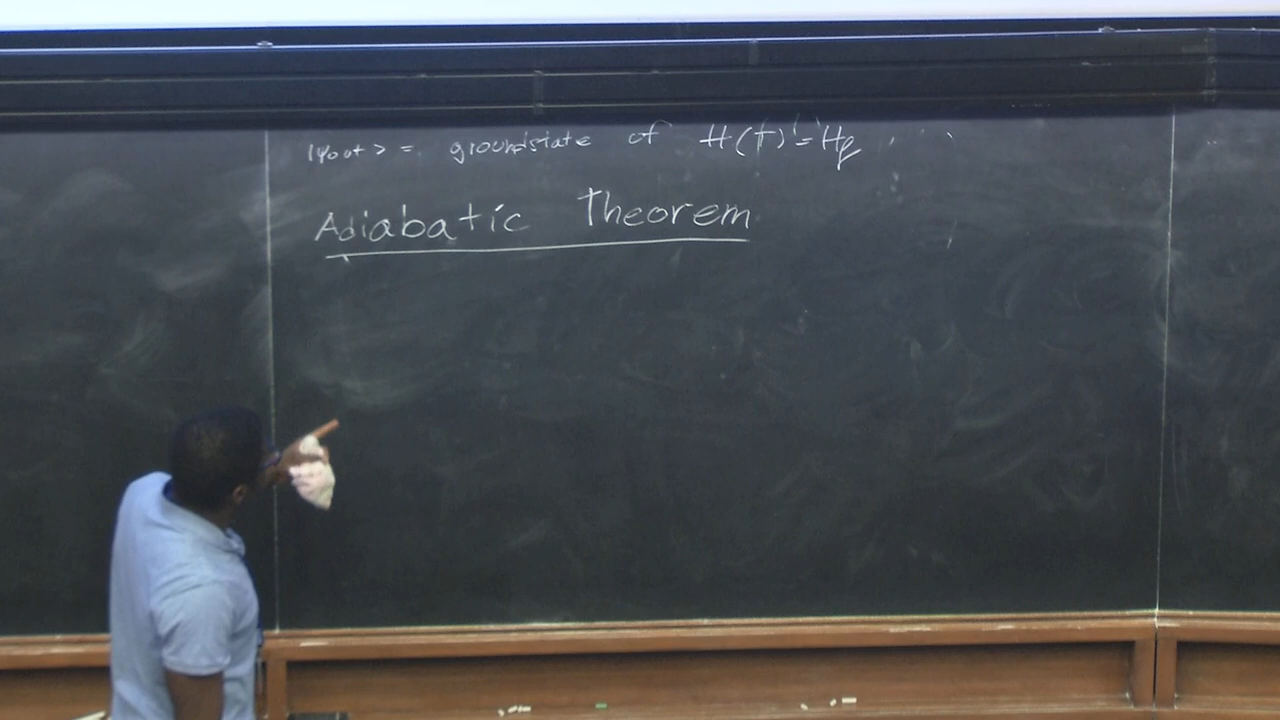 |ψout> = groundstate of H(T) = Hf
Adiabatic Theorem